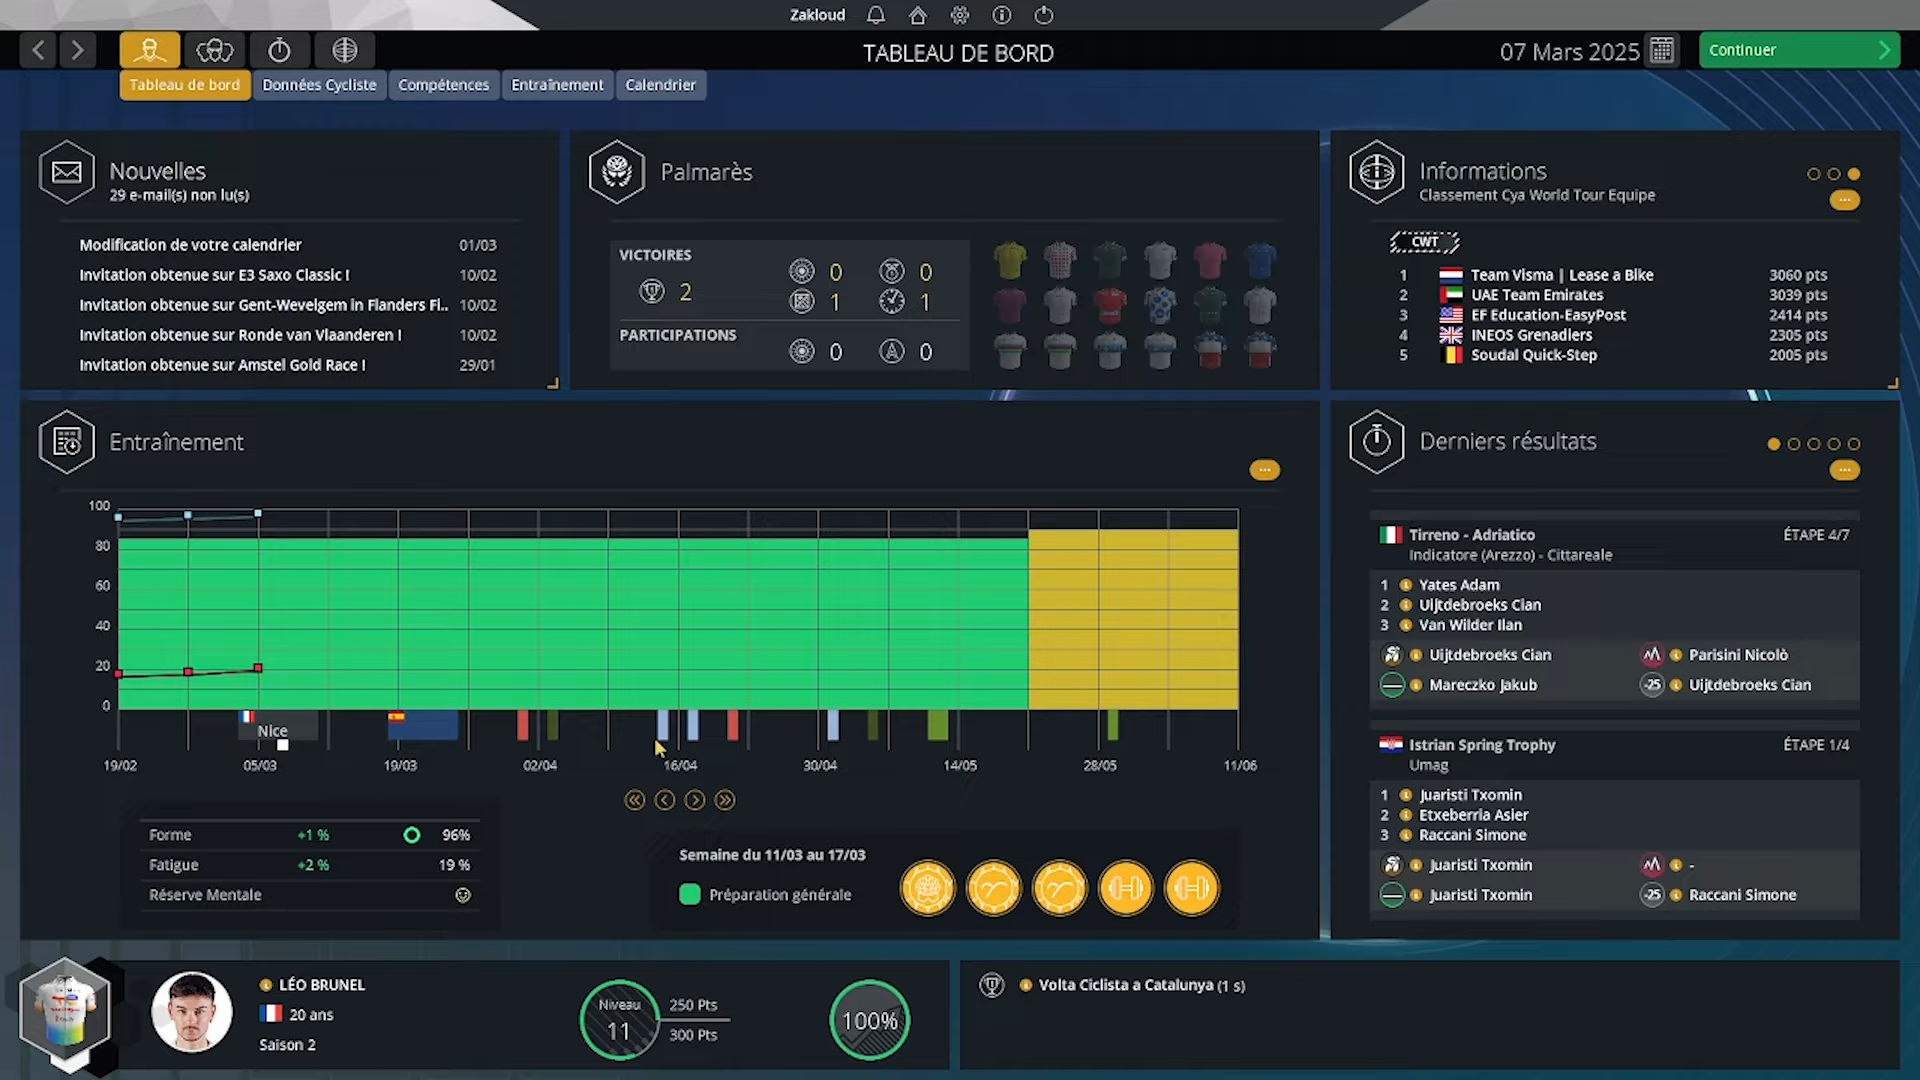 Zakloud
TABLEAU DE BORD
07 Mars 2025
Continuer
Tableau de bord
Données Cycliste
Compétences
Entraînement
Calendrier
Nouvelles
29 e-mail(s) non lu(s)
Modification de votre calendrier 01/03
Invitation obtenue sur E3 Saxo Classic ! 10/02
Invitation obtenue sur Gent-Wevelgem in Flanders Fi.. 10/02
Invitation obtenue sur Ronde van Vlaanderen ! 10/02
Invitation obtenue sur Amstel Gold Race ! 29/01
Palmarès
VICTOIRES
2
0 0
1 1
PARTICIPATIONS
0 0
Informations
Classement Cya World Tour Equipe
CWT
1 Team Visma | Lease a Bike 3060 pts
2 UAE Team Emirates 3039 pts
3 EF Education-EasyPost 2414 pts
4 INEOS Grenadiers 2305 pts
5 Soudal Quick-Step 2005 pts
Entraînement
100
80
60
40
20
0
Nice
19/02 05/03 19/03 02/04 16/04 30/04 14/05 28/05 11/06
Forme +1 % 96%
Fatigue +2 % 19 %
Réserve Mentale
Semaine du 11/03 au 17/03
Préparation générale
Derniers résultats
Tirreno - Adriatico ÉTAPE 4/7
Indicatore (Arezzo) - Cittareale
1 Yates Adam
2 Uijtdebroeks Cian
3 Van Wilder Ilan
Uijtdebroeks Cian Parisini Nicolò
Mareczko Jakub -25 Uijtdebroeks Cian
Istrian Spring Trophy ÉTAPE 1/4
Umag
1 Juaristi Txomin
2 Etxeberria Asier
3 Raccani Simone
Juaristi Txomin -
Juaristi Txomin -25 Raccani Simone
LÉO BRUNEL
20 ans
Saison 2
Niveau
11
250 Pts
300 Pts
100%
Volta Ciclista a Catalunya (1 s)